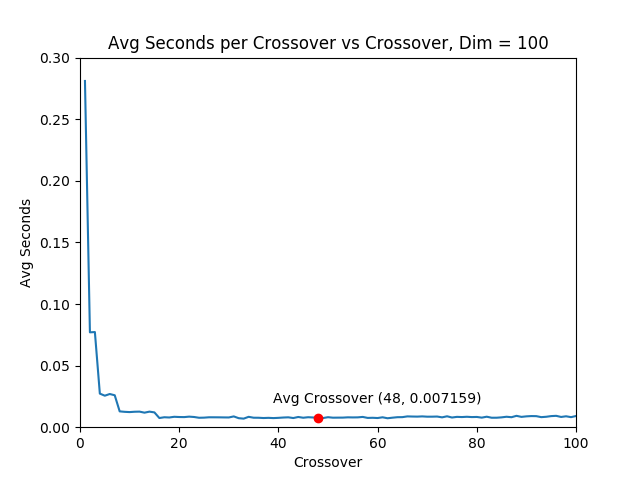 Avg Seconds per Crossover vs Crossover, Dim = 100
0.30
0.25
0.20
0.15
0.10
0.05
0.00
Avg Seconds
Avg Crossover (48, 0.007159)
0 20 40 60 80 100
Crossover